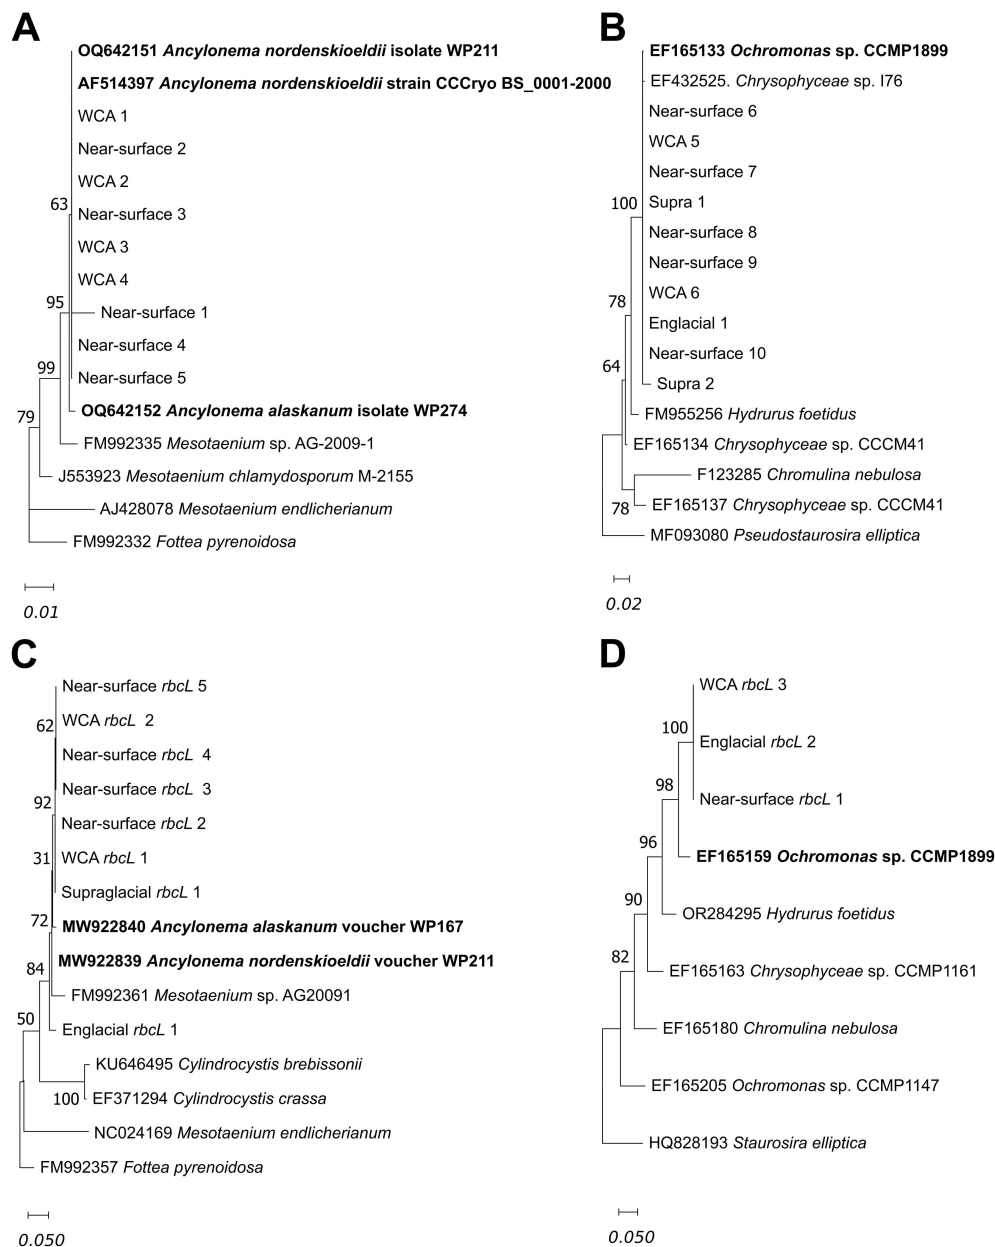 A
OQ642151 Ancylonema nordenskioeldii isolate WP211
AF514397 Ancylonema nordenskioeldii strain CCCryo BS_0001-2000
WCA 1
Near-surface 2
WCA 2
63
Near-surface 3
WCA 3
WCA 4
95
Near-surface 1
Near-surface 4
99
Near-surface 5
79
OQ642152 Ancylonema alaskanum isolate WP274
FM992335 Mesotaenium sp. AG-2009-1
J553923 Mesotaenium chlamydosporum M-2155
AJ428078 Mesotaenium endlicherianum
FM992332 Fottea pyrenoidosa
0.01
B
EF165133 Ochromonas sp. CCMP1899
EF432525. Chrysophyceae sp. I76
Near-surface 6
WCA 5
Near-surface 7
100
Supra 1
Near-surface 8
Near-surface 9
78
WCA 6
Englacial 1
Near-surface 10
64
Supra 2
FM955256 Hydrurus foetidus
EF165134 Chrysophyceae sp. CCCM41
F123285 Chromulina nebulosa
78
EF165137 Chrysophyceae sp. CCCM41
MF093080 Pseudostaurosira elliptica
0.02
C
Near-surface rbcL 5
62
WCA rbcL 2
Near-surface rbcL 4
Near-surface rbcL 3
92
Near-surface rbcL 2
31
WCA rbcL 1
Supraglacial rbcL 1
72
MW922840 Ancylonema alaskanum voucher WP167
MW922839 Ancylonema nordenskioeldii voucher WP211
84
FM992361 Mesotaenium sp. AG20091
50
Englacial rbcL 1
KU646495 Cylindrocystis brebissonii
100
EF371294 Cylindrocystis crassa
NC024169 Mesotaenium endlicherianum
FM992357 Fottea pyrenoidosa
0.050
D
WCA rbcL 3
100
Englacial rbcL 2
98
Near-surface rbcL 1
96
EF165159 Ochromonas sp. CCMP1899
90
OR284295 Hydrurus foetidus
82
EF165163 Chrysophyceae sp. CCMP1161
EF165180 Chromulina nebulosa
EF165205 Ochromonas sp. CCMP1147
HQ828193 Staurosira elliptica
0.050